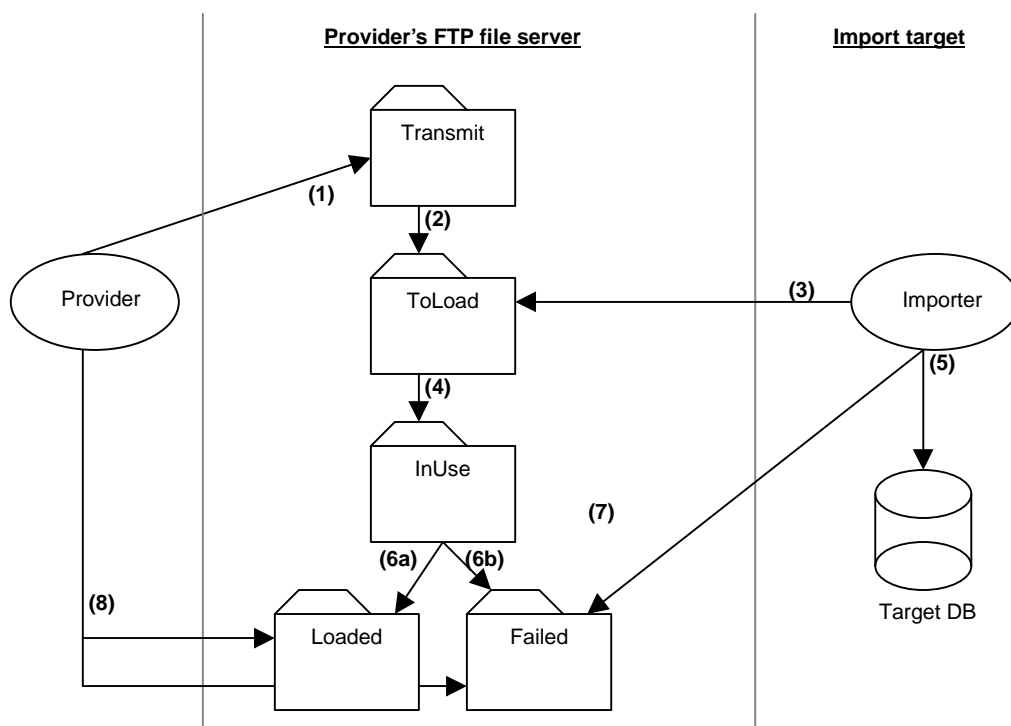 Provider’s FTP file server
Import target
Transmit
(1)
(2)
Provider
ToLoad
(3)
Importer
(4)
(5)
InUse
(7)
(6a)
(6b)
(8)
Loaded
Failed
Target DB